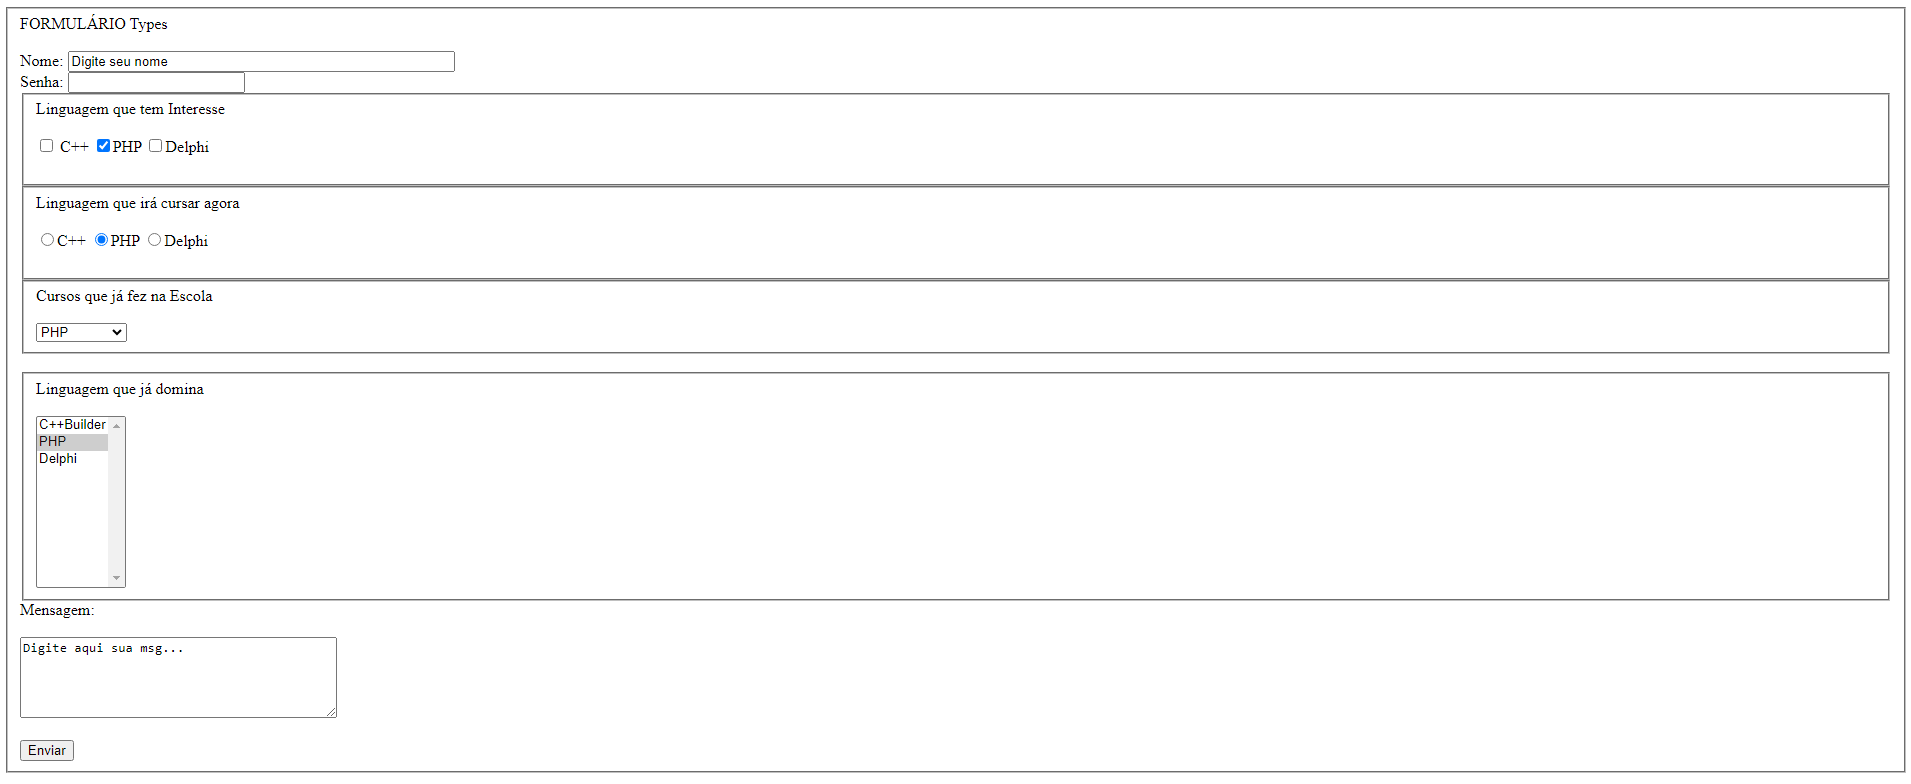 FORMULÁRIO Types
Nome: Digite seu nome
Senha:
Linguagem que tem Interesse
C++ PHP Delphi
Linguagem que irá cursar agora
C++ PHP Delphi
Cursos que já fez na Escola
PHP
Linguagem que já domina
C++Builder
PHP
Delphi
Mensagem:
Digite aqui sua msg...
Enviar